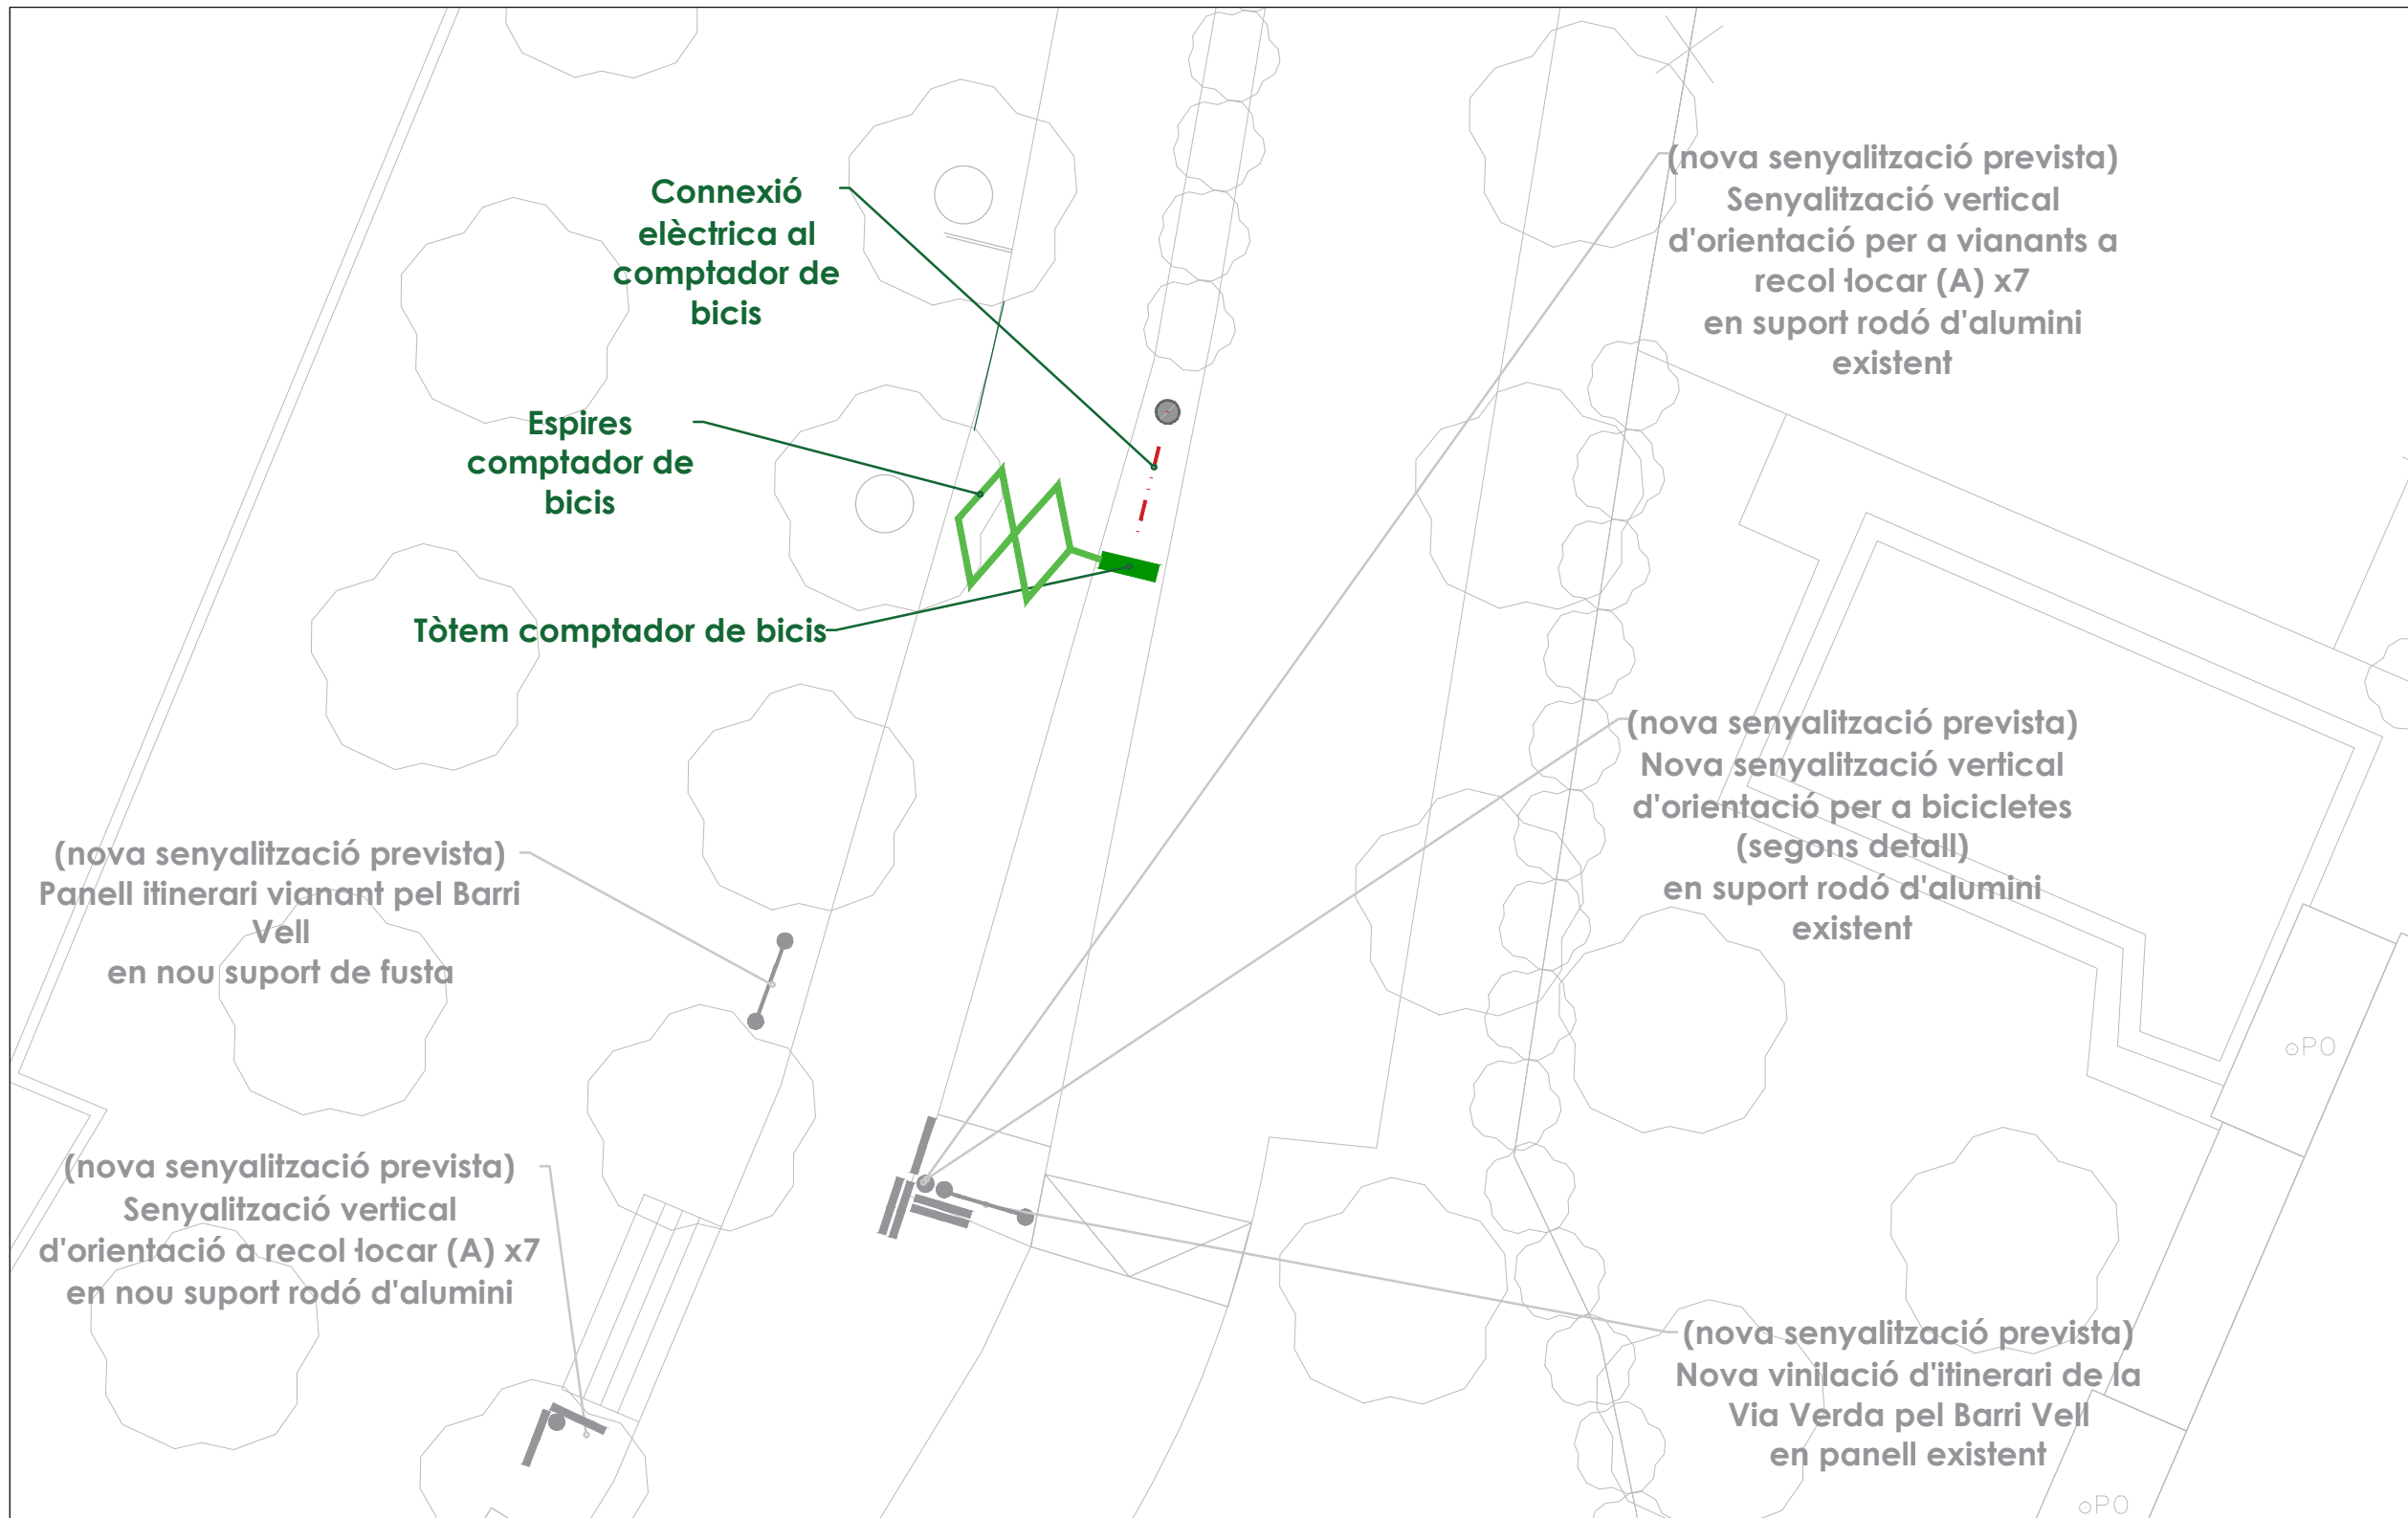 Connexió
elèctrica al
comptador de
bicis
Espires
comptador de
bicis
Tòtem comptador de bicis
(nova senyalització prevista)
Senyalització vertical
d'orientació per a vianants a
recol·locar (A) x7
en suport rodó d'alumini
existent
(nova senyalització prevista)
Nova senyalització vertical
d'orientació per a bicicletes
(segons detall)
en suport rodó d'alumini
existent
(nova senyalització prevista)
Panell itinerari vianant pel Barri
Vell
en nou suport de fusta
(nova senyalització prevista)
Senyalització vertical
d'orientació a recol·locar (A) x7
en nou suport rodó d'alumini
(nova senyalització prevista)
Nova vinilació d'itinerari de la
Via Verda pel Barri Vell
en panell existent
PO
PO